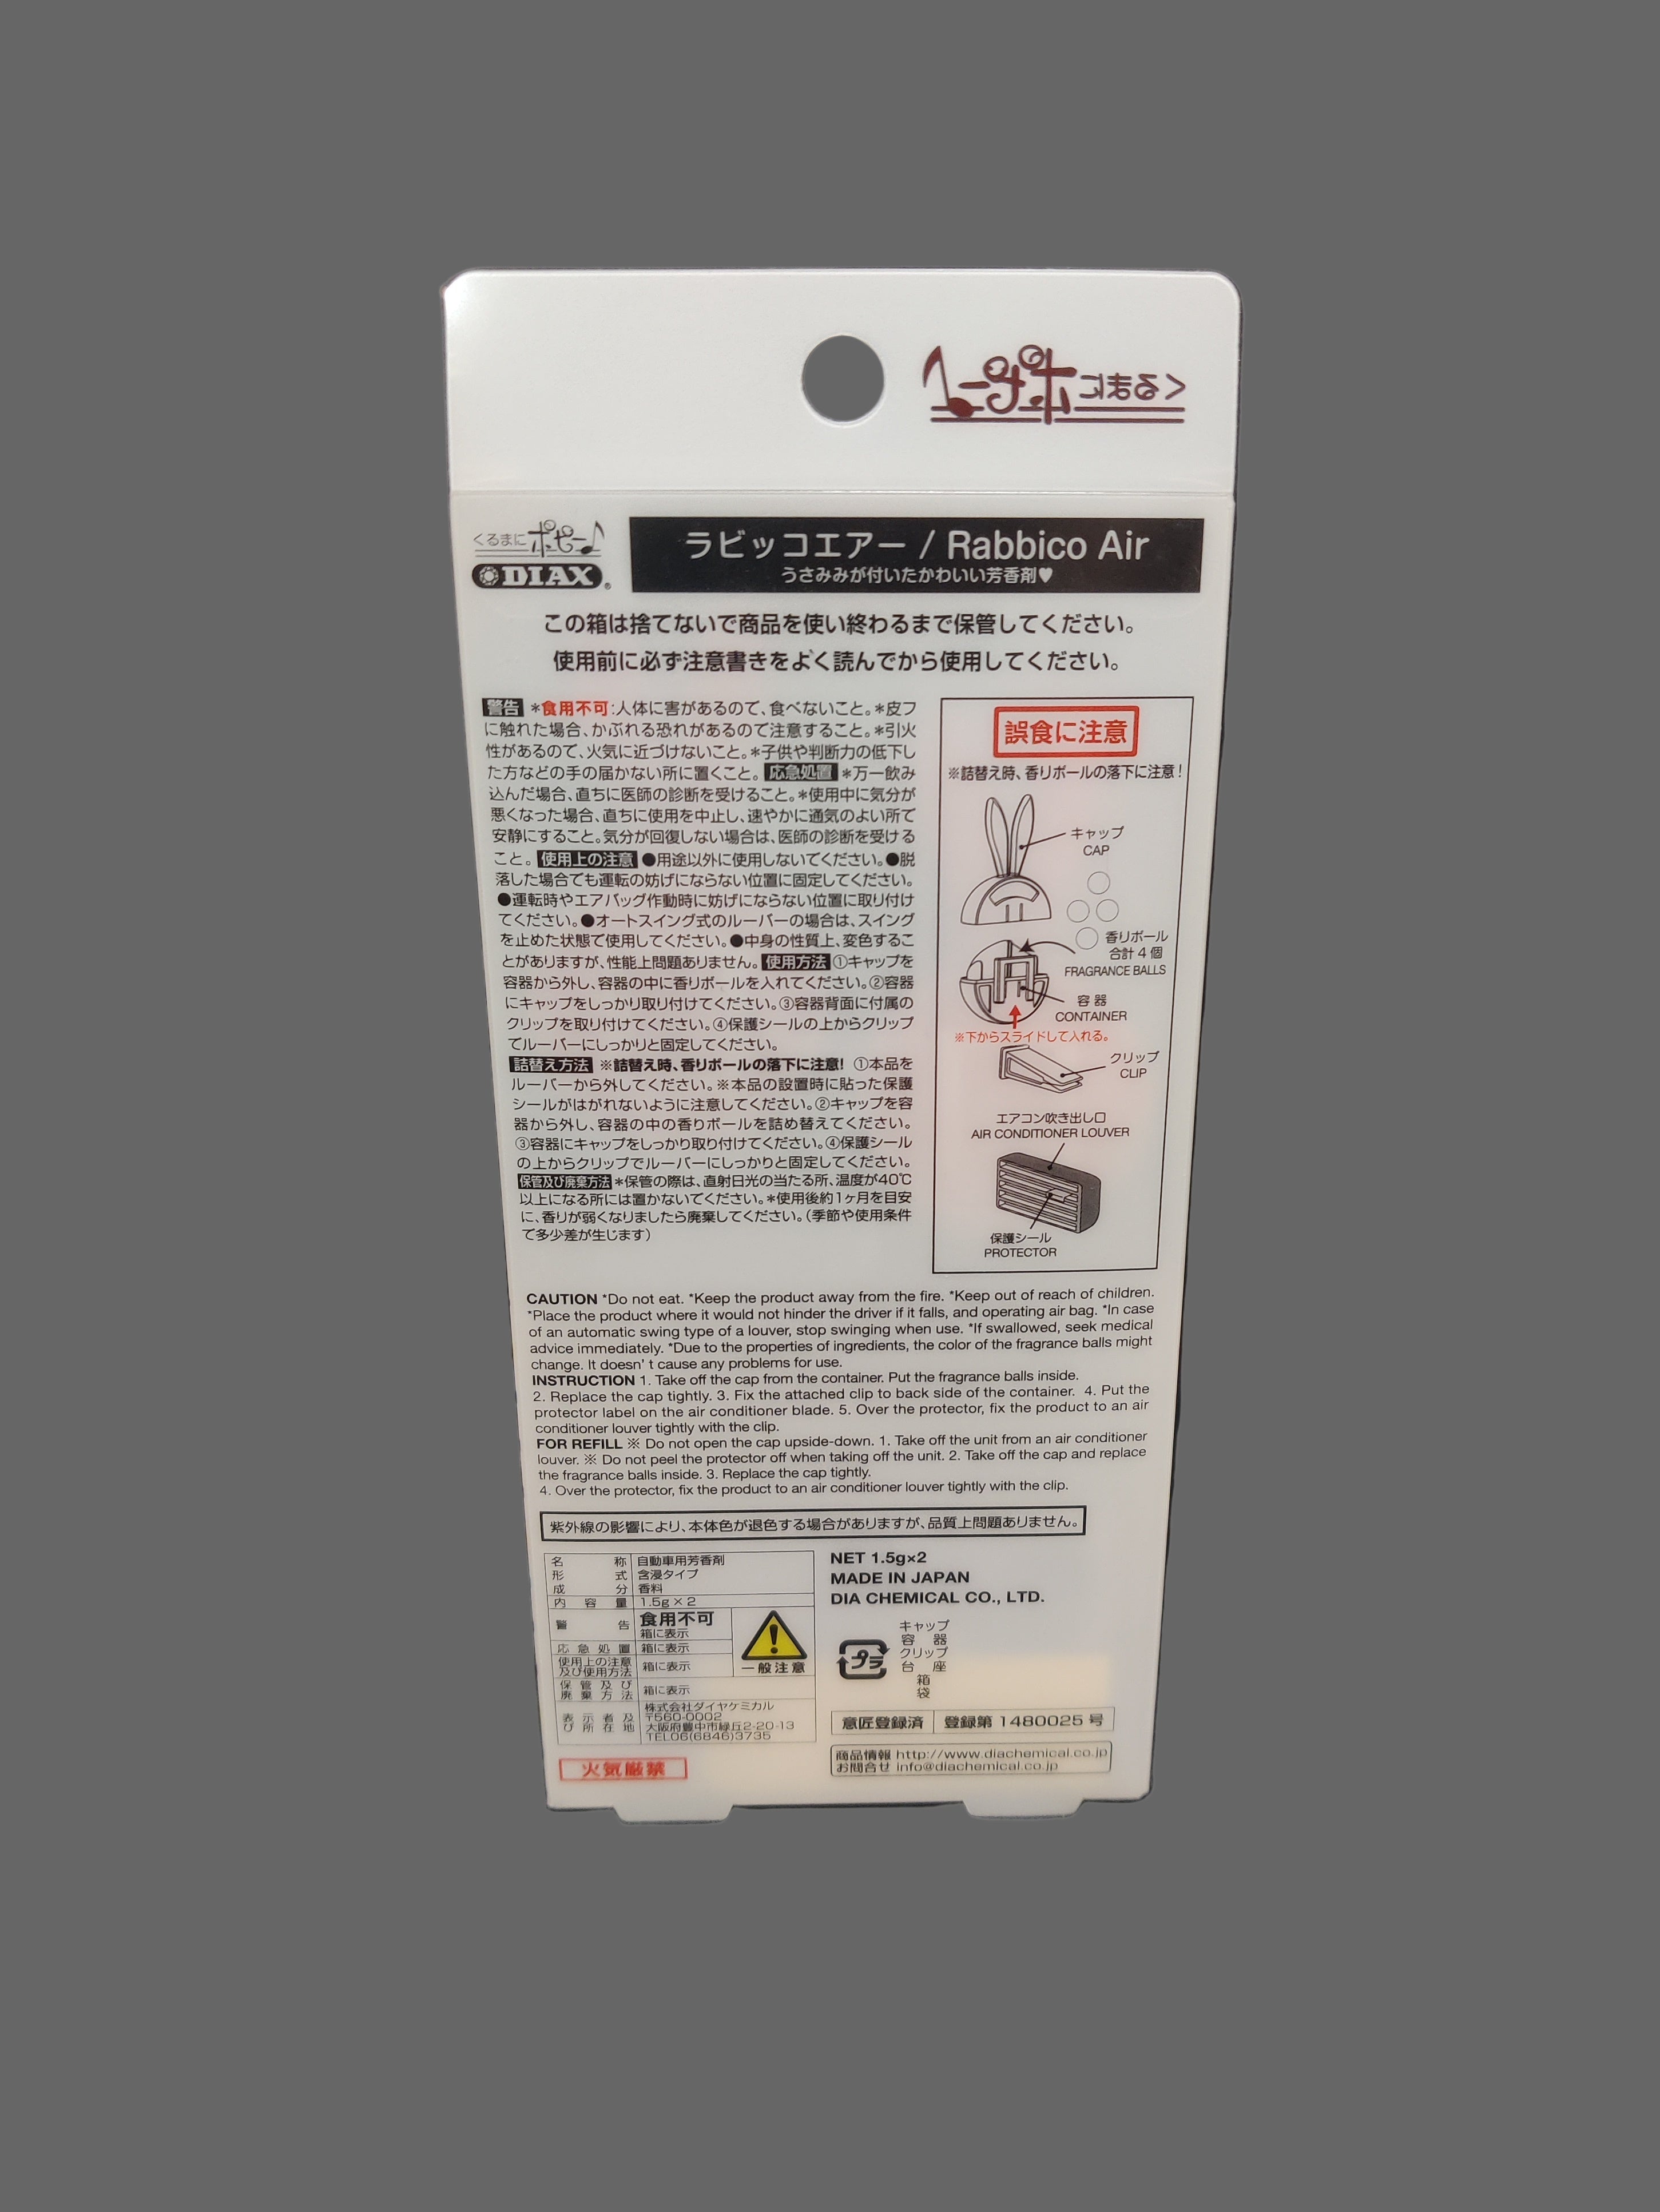 くるまにポピー
くるまにポピー
DIAX®
ラビッコエアー / Rabbico Air
うさみみが付いたかわいい芳香剤♥
この箱は捨てないで商品を使い終わるまで保管してください。
使用前に必ず注意書きをよく読んでから使用してください。
警告 *食用不可:人体に害があるので、食べないこと。*皮フ
に触れた場合、かぶれる恐れがあるので注意すること。*引火
性があるので、火気に近づけないこと。*子供や判断力の低下し
た方などの手の届かない所に置くこと。 応急処置 *万一飲み
込んだ場合、直ちに医師の診断を受けること。*使用中に気分が
悪くなった場合、直ちに使用を中止し、速やかに通気のよい所で
安静にすること。気分が回復しない場合は、医師の診断を受ける
こと。 使用上の注意 ●用途以外に使用しないでください。●脱
落した場合でも運転の妨げにならない位置に固定してください。
●運転時やエアバッグ作動時に妨げにならない位置に取り付け
てください。●オートスイング式のルーバーの場合は、スイング
を止めた状態で使用してください。●中身の性質上、変色するこ
とがありますが、性能上問題ありません。 使用方法 ①キャップを
容器から外し、容器の中に香りボールを入れてください。②容器
にキャップをしっかり取り付けてください。③容器背面に付属の
クリップを取り付けてください。④保護シールの上からクリップ
でルーバーにしっかりと固定してください。
詰替え方法 ※詰替え時、香りボールの落下に注意! ①本品を
ルーバーから外してください。※本品の設置時に貼った保護
シールがはがれないように注意してください。②キャップを容
器から外し、容器の中の香りボールを詰め替えてください。
③容器にキャップをしっかり取り付けてください。④保護シール
の上からクリップでルーバーにしっかりと固定してください。
保管及び廃棄方法 *保管の際は、直射日光の当たる所、温度が40℃
以上になる所には置かないでください。*使用後約1ヶ月を目安
に、香りが弱くなりましたら廃棄してください。(季節や使用条件
で多少差が生じます)
誤食に注意
※詰替え時、香りボールの落下に注意!
キャップ
CAP
香りボール
合計4個
FRAGRANCE BALLS
容器
CONTAINER
※下からスライドして入れる。
クリップ
CLIP
エアコン吹き出し口
AIR CONDITIONER LOUVER
保護シール
PROTECTOR
CAUTION *Do not eat. *Keep the product away from the fire. *Keep out of reach of children.
*Place the product where it would not hinder the driver if it falls, and operating air bag. *In case
of an automatic swing type of a louver, stop swinging when use. *If swallowed, seek medical
advice immediately. *Due to the properties of ingredients, the color of the fragrance balls might
change. It doesn' t cause any problems for use.
INSTRUCTION 1. Take off the cap from the container. Put the fragrance balls inside.
2. Replace the cap tightly. 3. Fix the attached clip to back side of the container. 4. Put the
protector label on the air conditioner blade. 5. Over the protector, fix the product to an air
conditioner louver tightly with the clip.
FOR REFILL ※ Do not open the cap upside-down. 1. Take off the unit from an air conditioner
louver. ※ Do not peel the protector off when taking off the unit. 2. Take off the cap and replace
the fragrance balls inside. 3. Replace the cap tightly.
4. Over the protector, fix the product to an air conditioner louver tightly with the clip.
紫外線の影響により、本体色が退色する場合がありますが、品質上問題ありません。
名称 自動車用芳香剤
形式 含浸タイプ
成分 香料
内容量 1.5g×2
警告 食用不可
箱に表示
応急処置 箱に表示
使用上の注意
及び使用方法 箱に表示
保管及び
廃棄方法 箱に表示
一般注意
表示者及
び所在地
株式会社ダイヤケミカル
〒560-0002
大阪府豊中市緑丘2-20-13
TEL06(6846)3735
火気厳禁
NET 1.5g×2
MADE IN JAPAN
DIA CHEMICAL CO., LTD.
プラ
キャップ
容器
クリップ
台座
箱
袋
意匠登録済 登録第1480025号
商品情報 http://www.diachemical.co.jp
お問合せ info@diachemical.co.jp